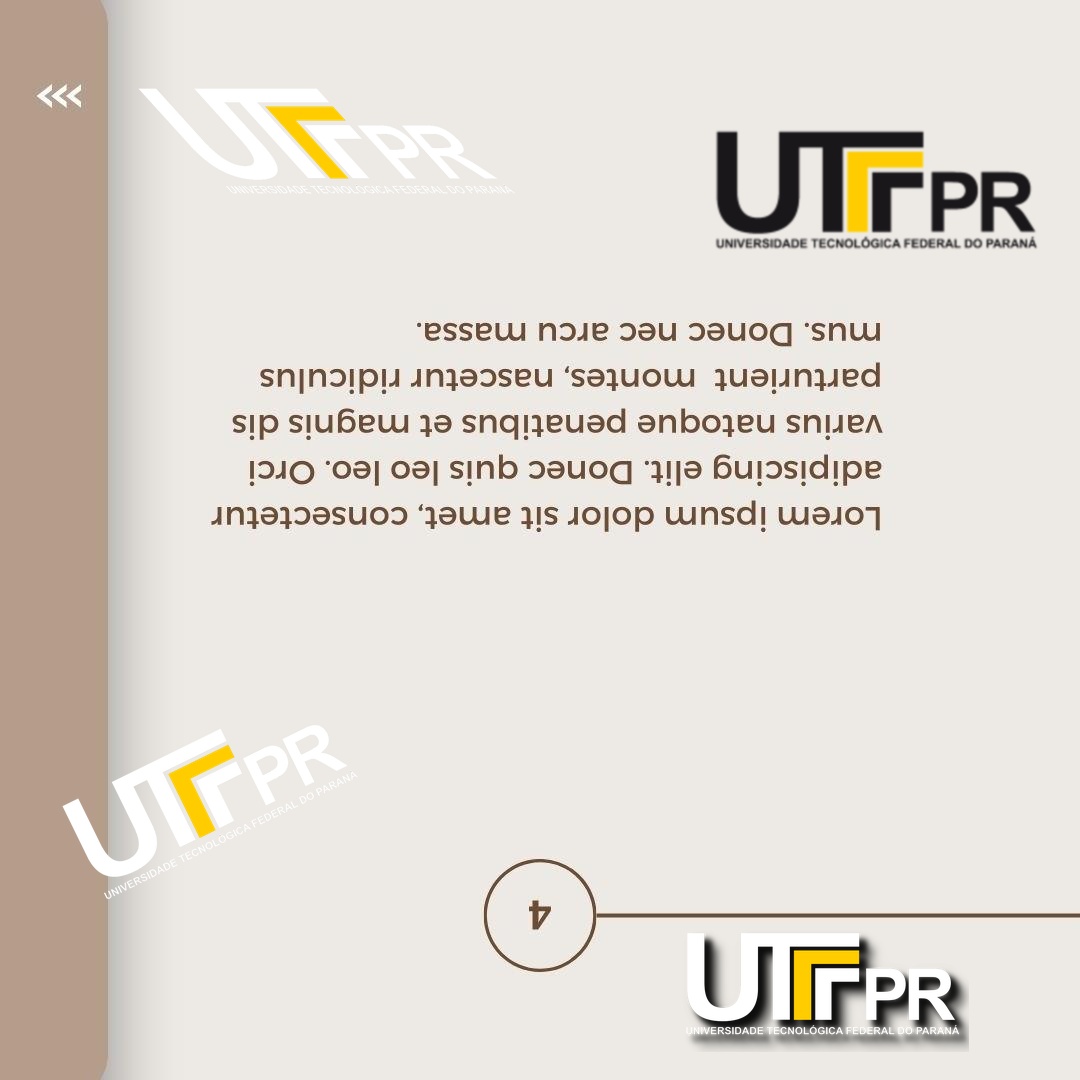 UTFPR
UNIVERSIDADE TECNOLOGICA FEDERAL DO PARANA
UTFPR
UNIVERSIDADE TECNOLÓGICA FEDERAL DO PARANÁ
Lorem ipsum dolor sit amet, consectetur
adipiscing elit. Donec quis leo leo. Orci
varius natoque penatibus et magnis dis
parturient montes, nascetur ridiculus
mus. Donec nec arcu massa.
UTFPR
UNIVERSIDADE TECNOLÓGICA FEDERAL DO PARANÁ
4
UTFPR
UNIVERSIDADE TECNOLÓGICA FEDERAL DO PARANÁ